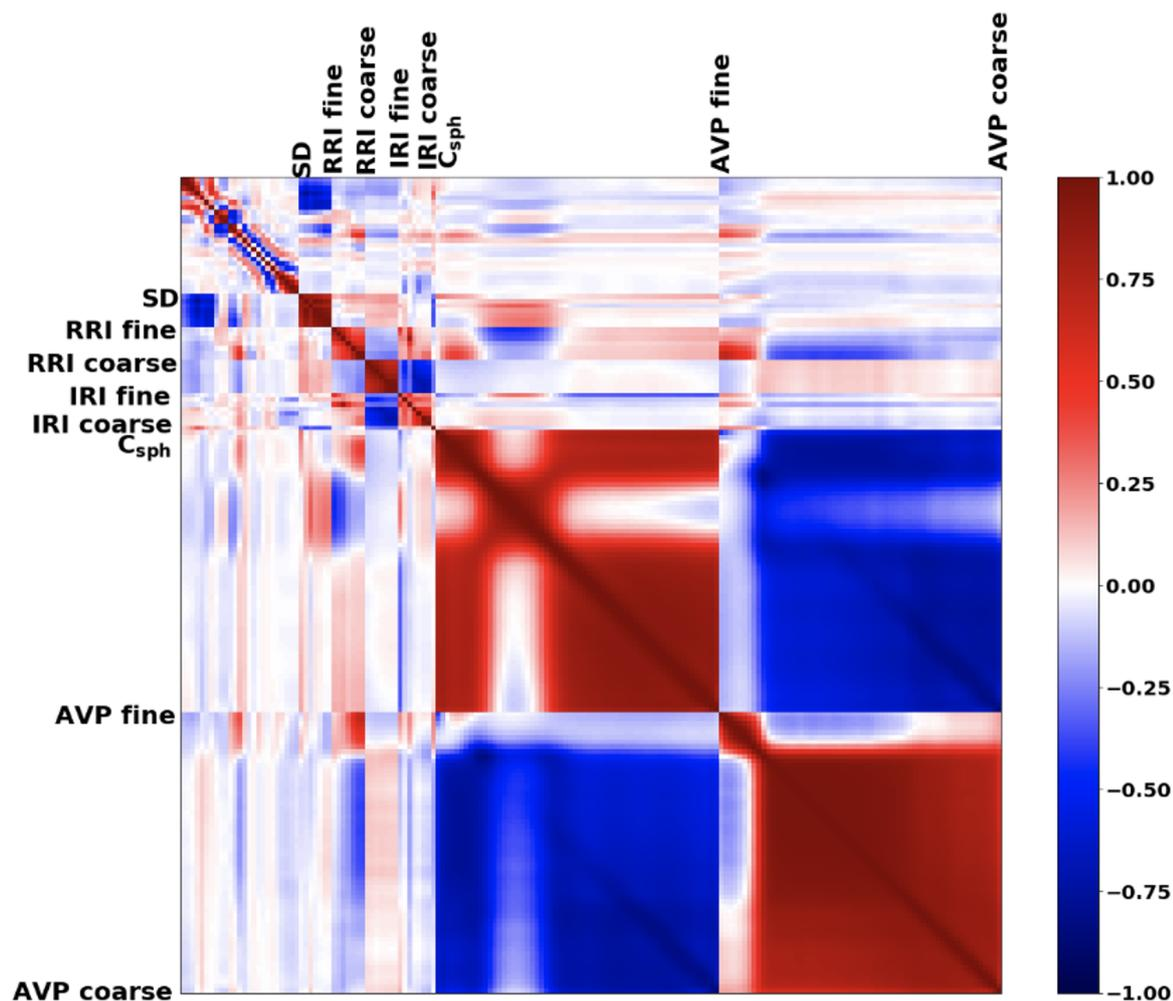 SD
RRI fine
RRI coarse
IRI fine
IRI coarse
Csph
AVP fine
AVP coarse
SD
RRI fine
RRI coarse
IRI fine
IRI coarse
Csph
AVP fine
AVP coarse
1.00
0.75
0.50
0.25
0.00
−0.25
−0.50
−0.75
−1.00